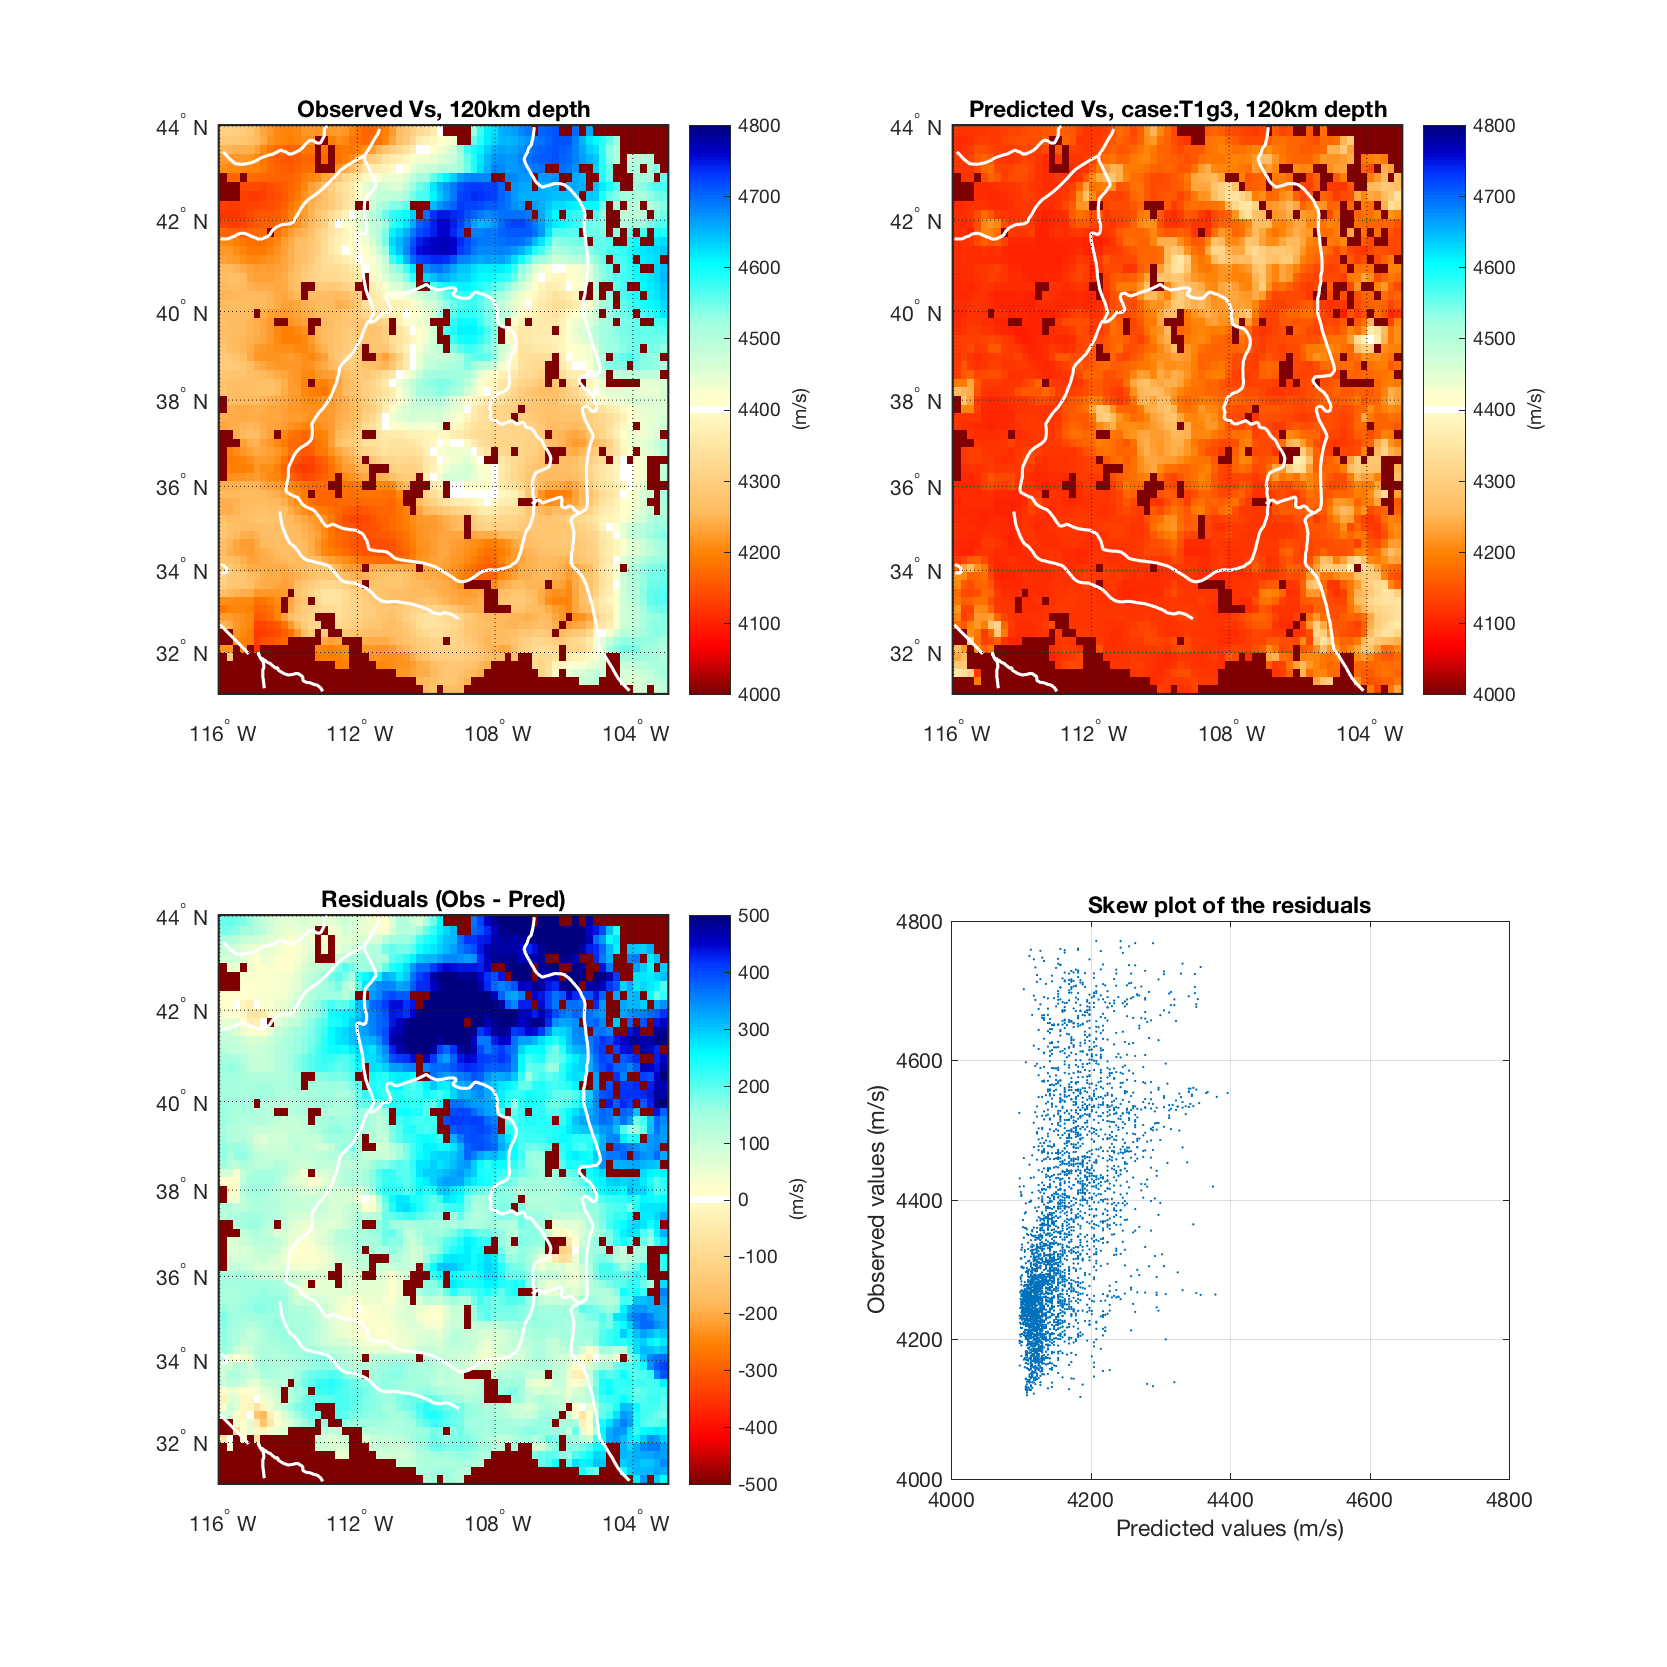 Observed Vs, 120km depth
44° N
42° N
40° N
38° N
36° N
34° N
32° N
116° W
112° W
108° W
104° W
4800
4700
4600
4500
4400
4300
4200
4100
4000
(m/s)
Predicted Vs, case:T1g3, 120km depth
44° N
42° N
40° N
38° N
36° N
34° N
32° N
116° W
112° W
108° W
104° W
4800
4700
4600
4500
4400
4300
4200
4100
4000
(m/s)
Residuals (Obs - Pred)
44° N
42° N
40° N
38° N
36° N
34° N
32° N
116° W
112° W
108° W
104° W
500
400
300
200
100
0
-100
-200
-300
-400
-500
(m/s)
Skew plot of the residuals
4800
4600
4400
4200
4000
Observed values (m/s)
4000
4200
4400
4600
4800
Predicted values (m/s)